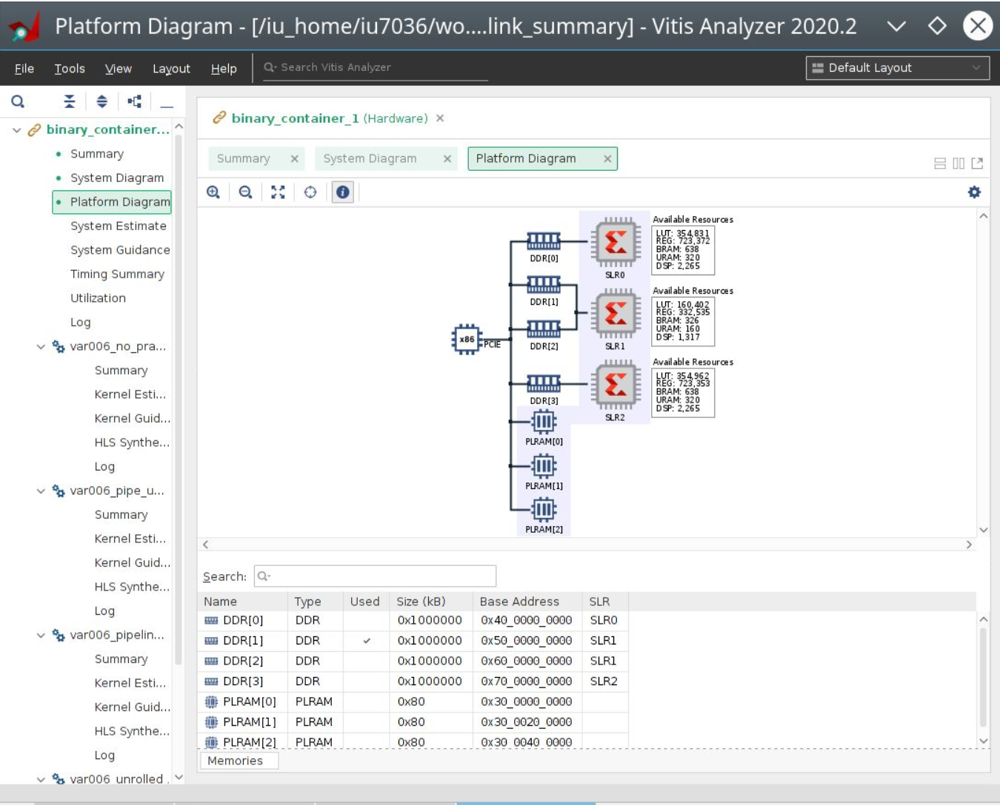 Platform Diagram - [/iu_home/iu7036/wo....link_summary] - Vitis Analyzer 2020.2
File Tools View Layout Help Search Vitis Analyzer Default Layout
binary_container...
Summary
System Diagram
Platform Diagram
System Estimate
System Guidance
Timing Summary
Utilization
Log
var006_no_pra...
Summary
Kernel Esti...
Kernel Guid...
HLS Synthe...
Log
var006_pipe_u...
Summary
Kernel Esti...
Kernel Guid...
HLS Synthe...
Log
var006_pipelin...
Summary
Kernel Esti...
Kernel Guid...
HLS Synthe...
Log
var006_unrolled .
binary_container_1 (Hardware)
Summary System Diagram Platform Diagram
x86
PCIE
DDR[0]
DDR[1]
DDR[2]
DDR[3]
PLRAM[0]
PLRAM[1]
PLRAM[2]
SLR0
Available Resources
LUT: 354,831
REG: 723,372
BRAM: 638
URAM: 320
DSP: 2,265
SLR1
Available Resources
LUT: 160,402
REG: 332,535
BRAM: 326
URAM: 160
DSP: 1,317
SLR2
Available Resources
LUT: 354,962
REG: 723,353
BRAM: 638
URAM: 320
DSP: 2,265
Search:
Name Type Used Size (kB) Base Address SLR
DDR[0] DDR 0x1000000 0x40_0000_0000 SLR0
DDR[1] DDR ✓ 0x1000000 0x50_0000_0000 SLR1
DDR[2] DDR 0x1000000 0x60_0000_0000 SLR1
DDR[3] DDR 0x1000000 0x70_0000_0000 SLR2
PLRAM[0] PLRAM 0x80 0x30_0000_0000
PLRAM[1] PLRAM 0x80 0x30_0020_0000
PLRAM[2] PLRAM 0x80 0x30_0040_0000
Memories